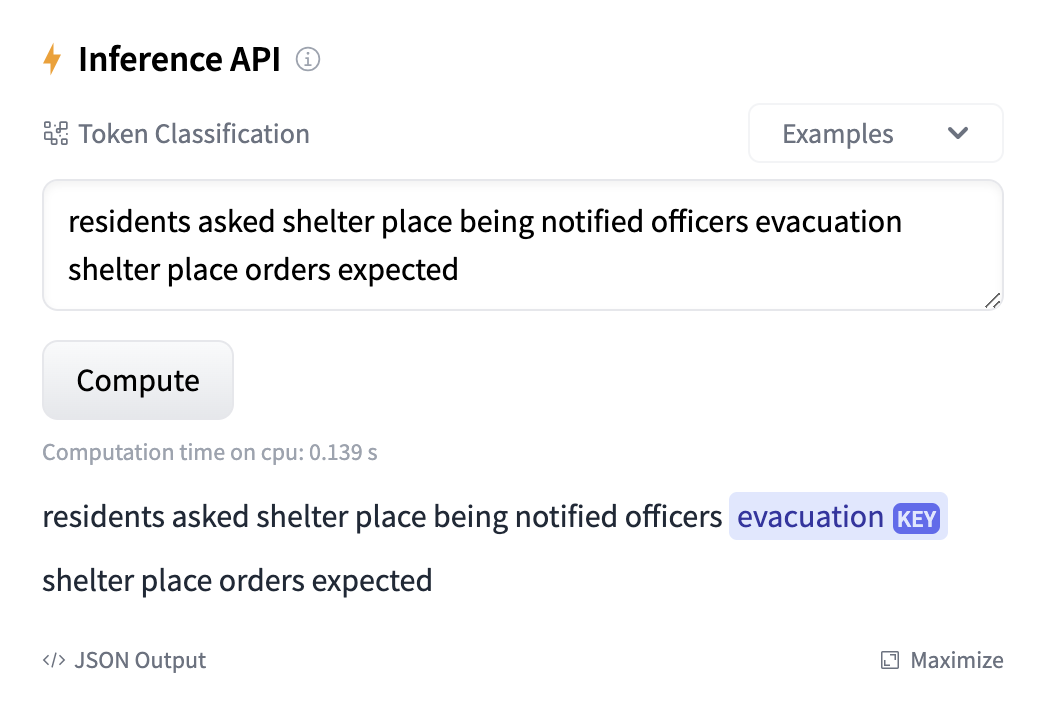 Inference API
Token Classification
Examples
residents asked shelter place being notified officers evacuation
shelter place orders expected
Compute
Computation time on cpu: 0.139 s
residents asked shelter place being notified officers evacuation KEY
shelter place orders expected
</> JSON Output
Maximize